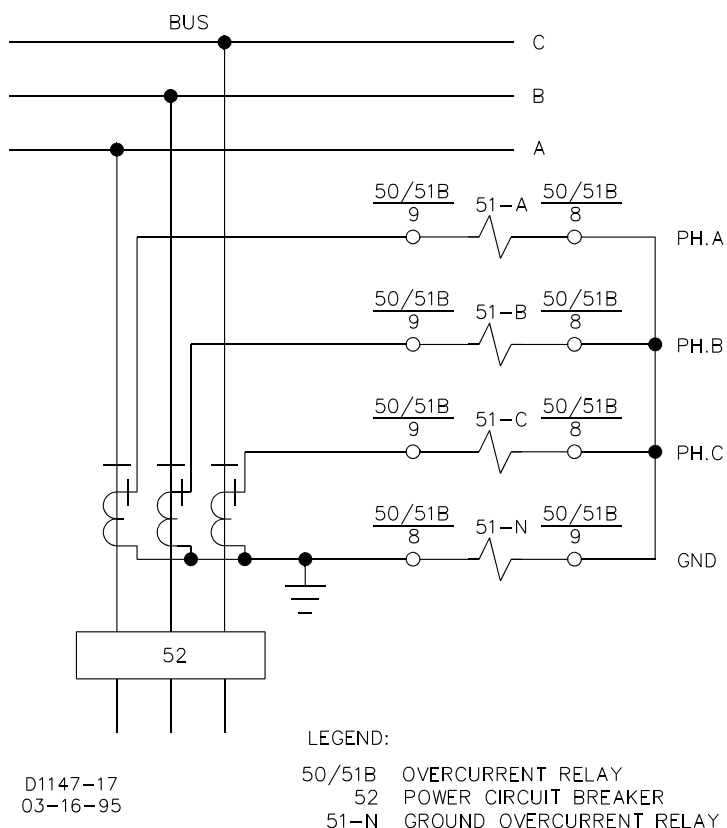 BUS
C
B
A
50/51B 51-A 50/51B
9 8
PH.A
50/51B 51-B 50/51B
9 8
PH.B
50/51B 51-C 50/51B
9 8
PH.C
50/51B 51-N 50/51B
8 9
GND
52
LEGEND:
50/51B OVERCURRENT RELAY
52 POWER CIRCUIT BREAKER
51-N GROUND OVERCURRENT RELAY
D1147-17
03-16-95